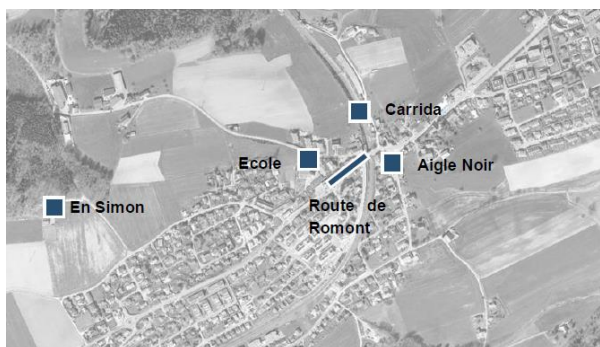 Carrida
Ecole
Aigle Noir
Route de
Romont
En Simon